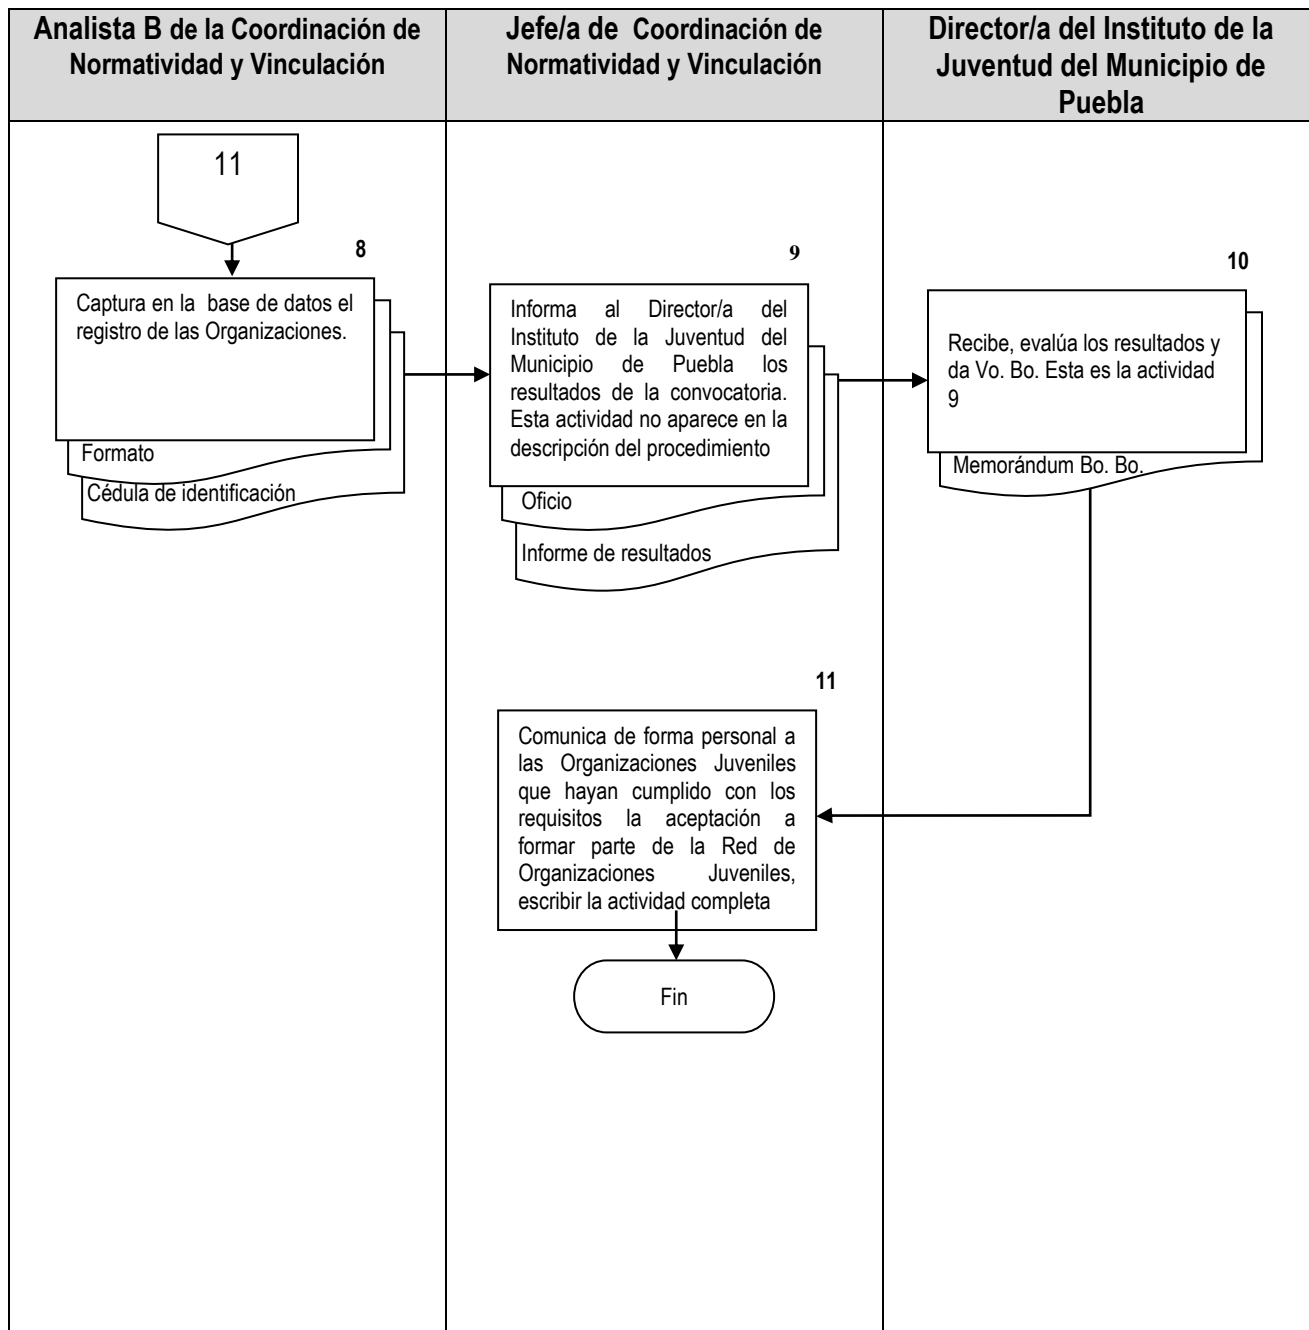 Analista B de la Coordinación de
Normatividad y Vinculación
Jefe/a de Coordinación de
Normatividad y Vinculación
Director/a del Instituto de la
Juventud del Municipio de
Puebla
11
8
Captura en la base de datos el
registro de las Organizaciones.
Formato
Cédula de identificación
9
Informa al Director/a del
Instituto de la Juventud del
Municipio de Puebla los
resultados de la convocatoria.
Esta actividad no aparece en la
descripción del procedimiento
Oficio
Informe de resultados
10
Recibe, evalúa los resultados y
da Vo. Bo. Esta es la actividad
9
Memorándum Bo. Bo.
11
Comunica de forma personal a
las Organizaciones Juveniles
que hayan cumplido con los
requisitos la aceptación a
formar parte de la Red de
Organizaciones Juveniles,
escribir la actividad completa
Fin